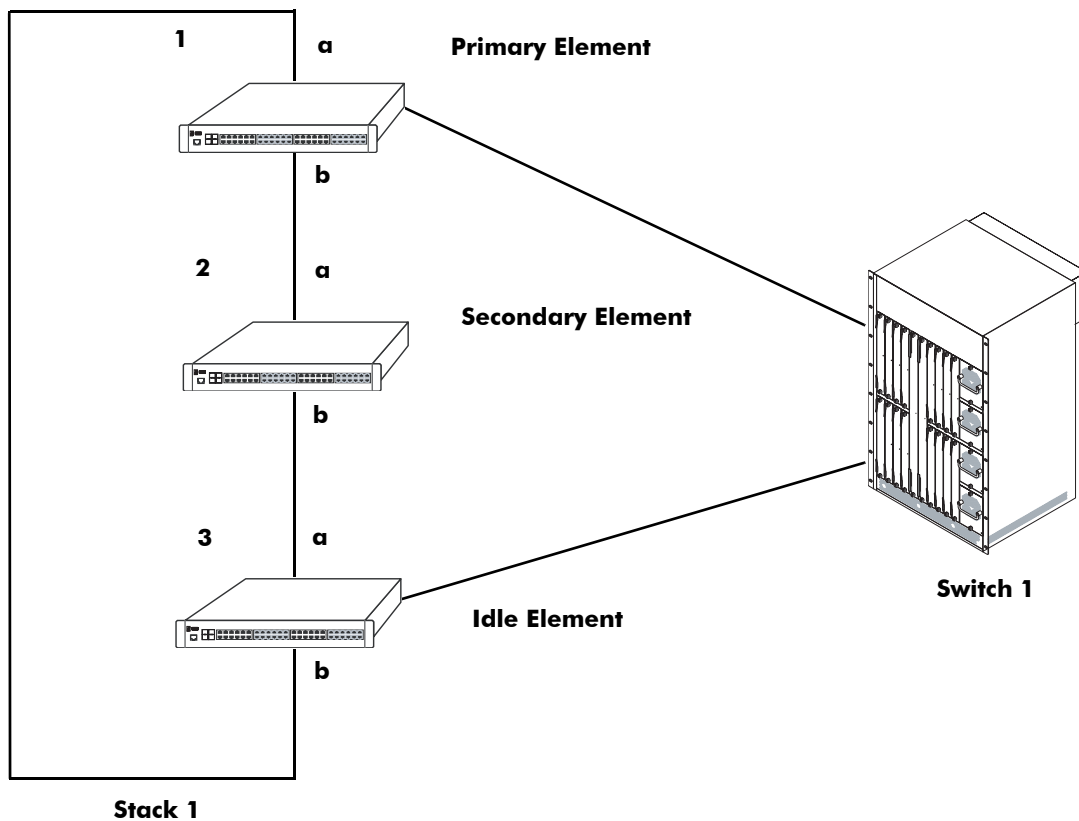 1
a
Primary Element
b
2
a
Secondary Element
b
3
a
Switch 1
Idle Element
b
Stack 1